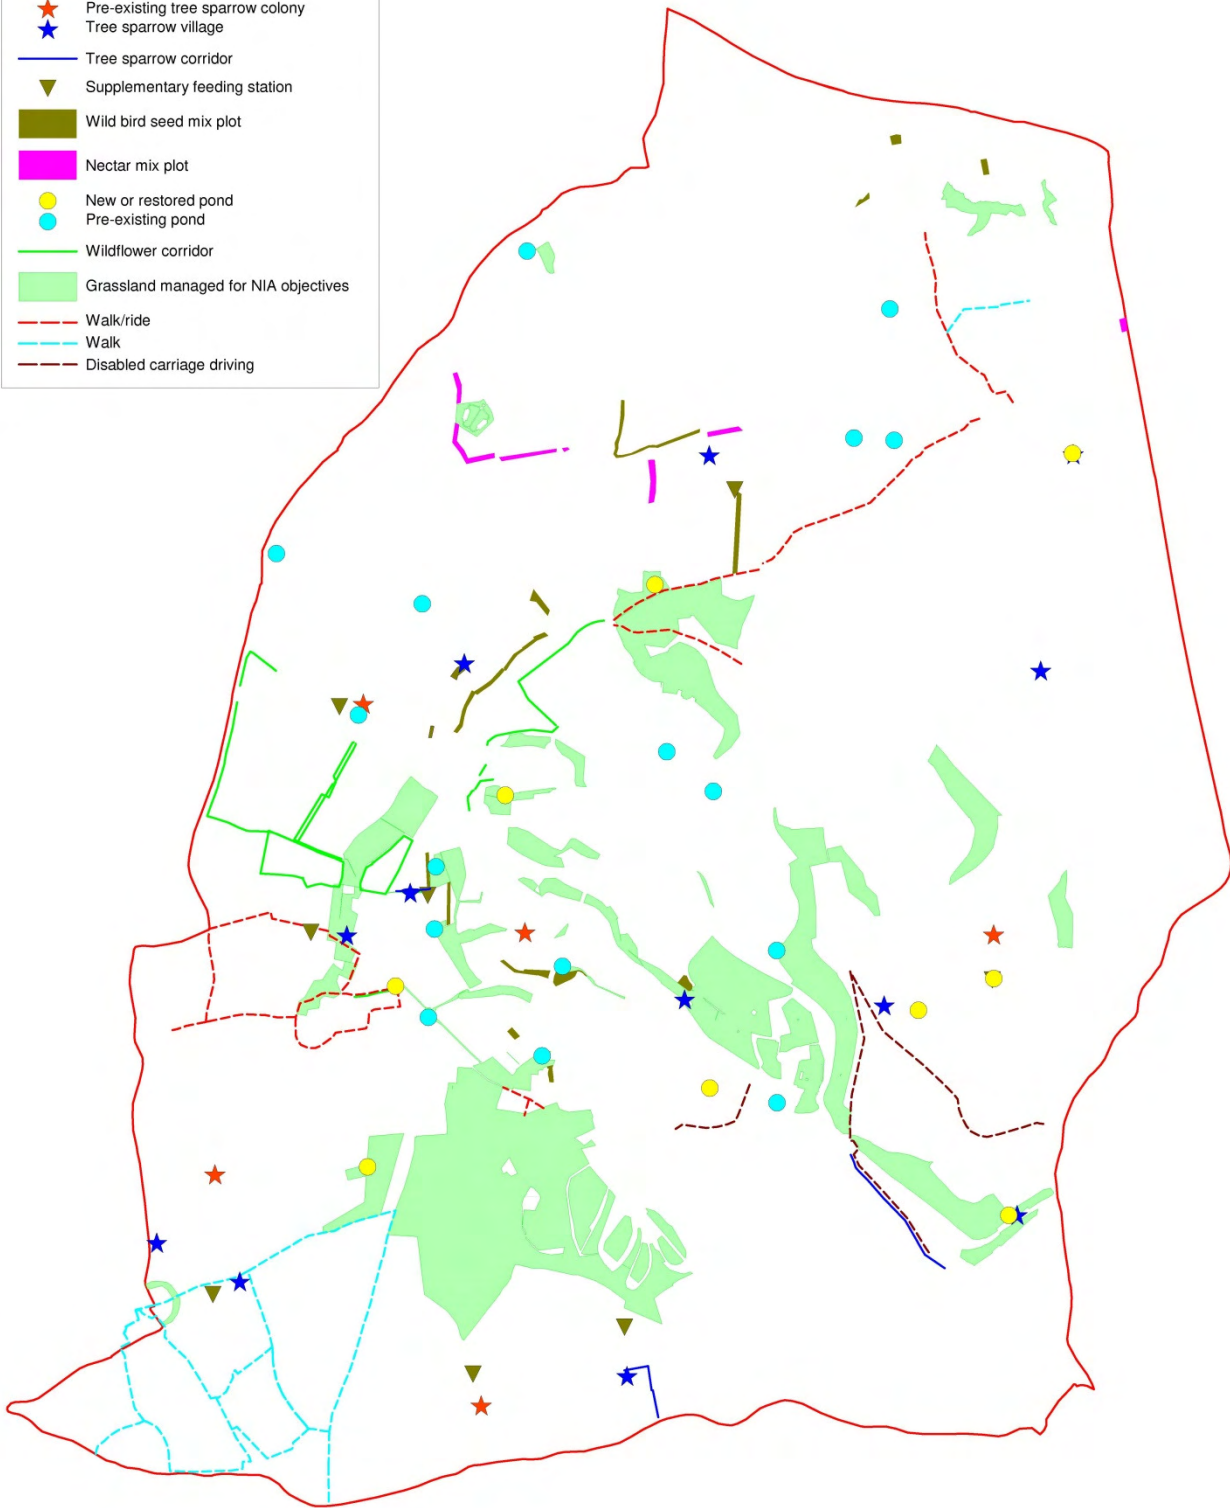 Pre-existing tree sparrow colony
Tree sparrow village
Tree sparrow corridor
Supplementary feeding station
Wild bird seed mix plot
Nectar mix plot
New or restored pond
Pre-existing pond
Wildflower corridor
Grassland managed for NIA objectives
Walk/ride
Walk
Disabled carriage driving